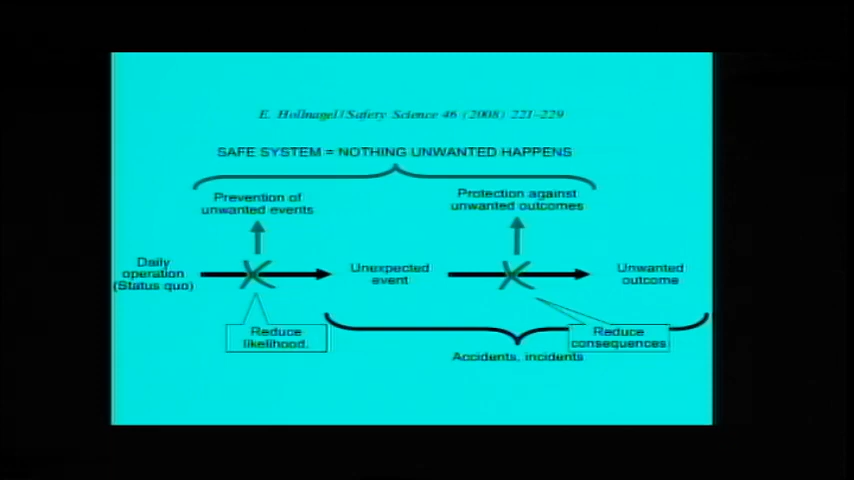 E. Hollnagel/Safety Science 46 (2008) 221–229
SAFE SYSTEM = NOTHING UNWANTED HAPPENS
Prevention of
unwanted events
Protection against
unwanted outcomes
Daily
operation
(Status quo)
Unexpected
event
Unwanted
outcome
Reduce
likelihood.
Reduce
consequences
Accidents, incidents